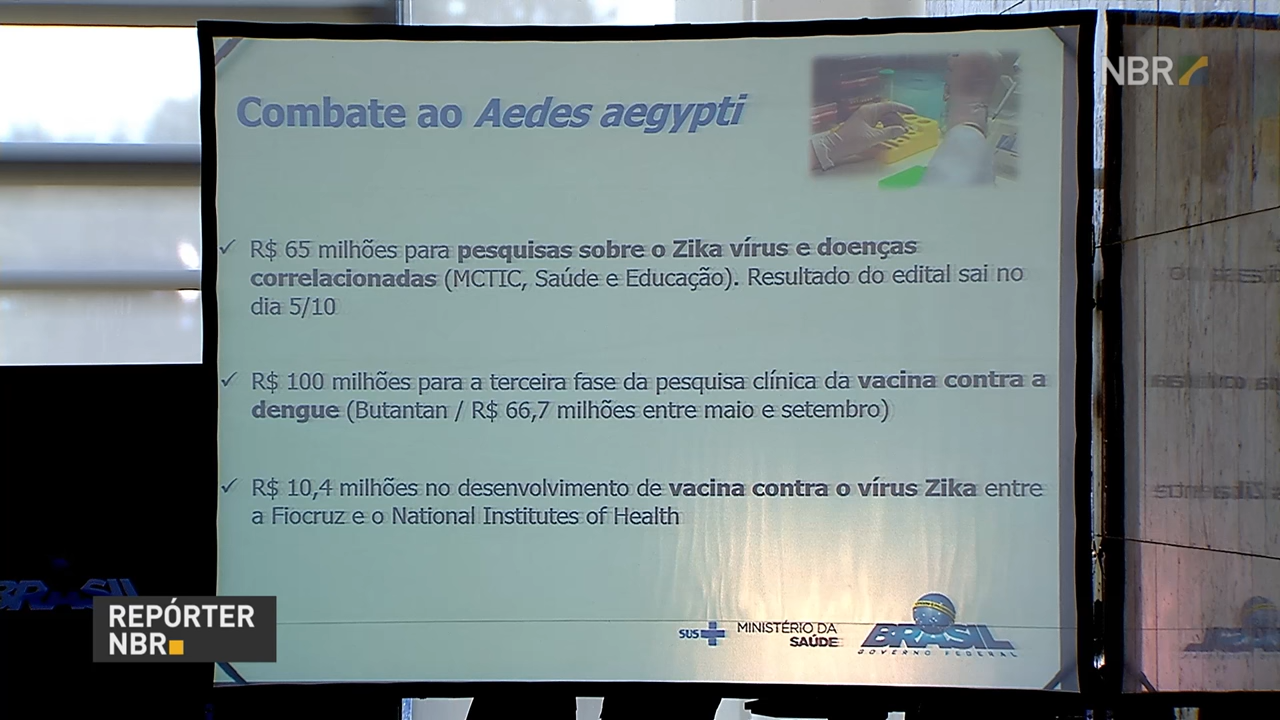 NBR
Combate ao Aedes aegypti
✓ R$ 65 milhões para pesquisas sobre o Zika vírus e doenças
correlacionadas (MCTIC, Saúde e Educação). Resultado do edital sai no
dia 5/10
✓ R$ 100 milhões para a terceira fase da pesquisa clínica da vacina contra a
dengue (Butantan / R$ 66,7 milhões entre maio e setembro)
✓ R$ 10,4 milhões no desenvolvimento de vacina contra o vírus Zika entre
a Fiocruz e o National Institutes of Health
SUS MINISTÉRIO DA
SAÚDE
BRASIL
GOVERNO FEDERAL
BRASIL
REPÓRTER
NBR